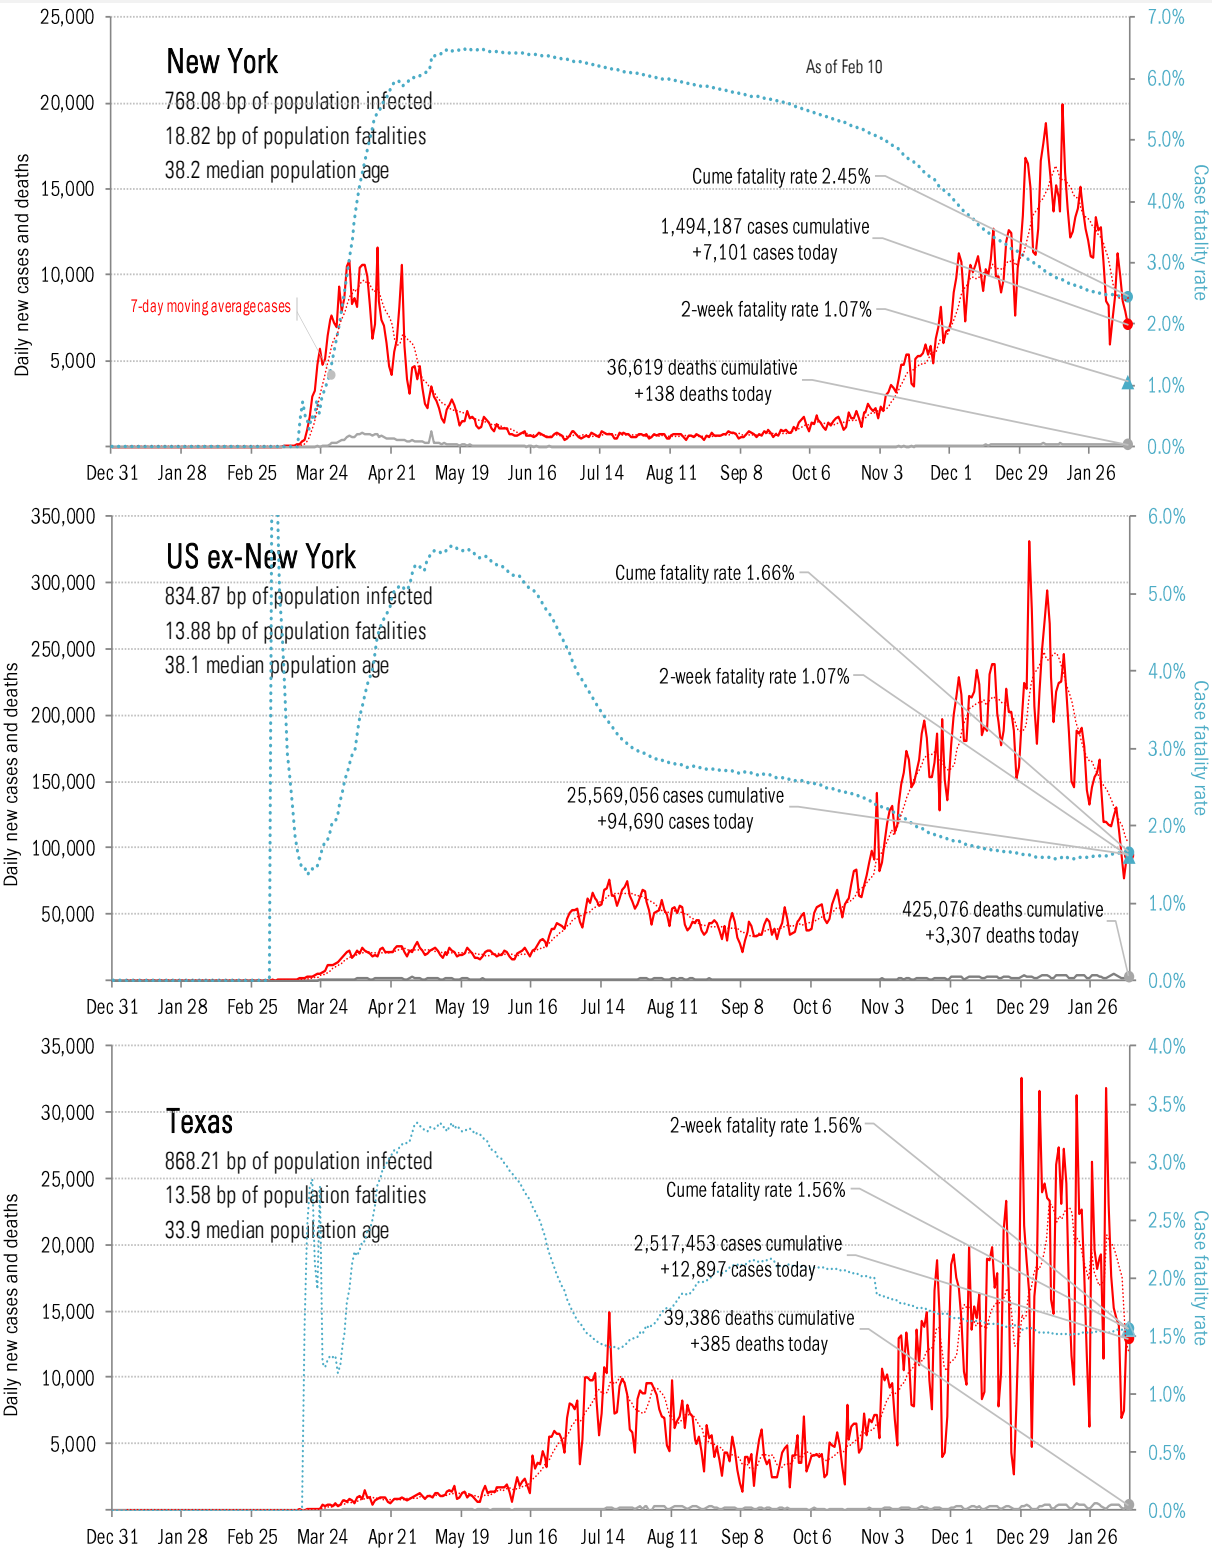 25,000
7.0%
New York
As of Feb 10
768.08 bp of population infected
18.82 bp of population fatalities
38.2 median population age
20,000
6.0%
5.0%
15,000
Cume fatality rate 2.45%
4.0%
1,494,187 cases cumulative
+7,101 cases today
10,000
3.0%
7-day moving average cases
2-week fatality rate 1.07%
2.0%
5,000
36,619 deaths cumulative
+138 deaths today
1.0%
0.0%
Daily new cases and deaths
Case fatality rate
Dec 31 Jan 28 Feb 25 Mar 24 Apr 21 May 19 Jun 16 Jul 14 Aug 11 Sep 8 Oct 6 Nov 3 Dec 1 Dec 29 Jan 26
350,000
6.0%
US ex-New York
834.87 bp of population infected
13.88 bp of population fatalities
38.1 median population age
300,000
Cume fatality rate 1.66%
5.0%
250,000
4.0%
2-week fatality rate 1.07%
200,000
3.0%
150,000
25,569,056 cases cumulative
+94,690 cases today
2.0%
100,000
1.0%
50,000
425,076 deaths cumulative
+3,307 deaths today
0.0%
Daily new cases and deaths
Case fatality rate
Dec 31 Jan 28 Feb 25 Mar 24 Apr 21 May 19 Jun 16 Jul 14 Aug 11 Sep 8 Oct 6 Nov 3 Dec 1 Dec 29 Jan 26
35,000
4.0%
Texas
868.21 bp of population infected
13.58 bp of population fatalities
33.9 median population age
30,000
3.5%
2-week fatality rate 1.56%
3.0%
25,000
Cume fatality rate 1.56%
2.5%
20,000
2,517,453 cases cumulative
+12,897 cases today
2.0%
15,000
39,386 deaths cumulative
+385 deaths today
1.5%
10,000
1.0%
5,000
0.5%
0.0%
Daily new cases and deaths
Case fatality rate
Dec 31 Jan 28 Feb 25 Mar 24 Apr 21 May 19 Jun 16 Jul 14 Aug 11 Sep 8 Oct 6 Nov 3 Dec 1 Dec 29 Jan 26